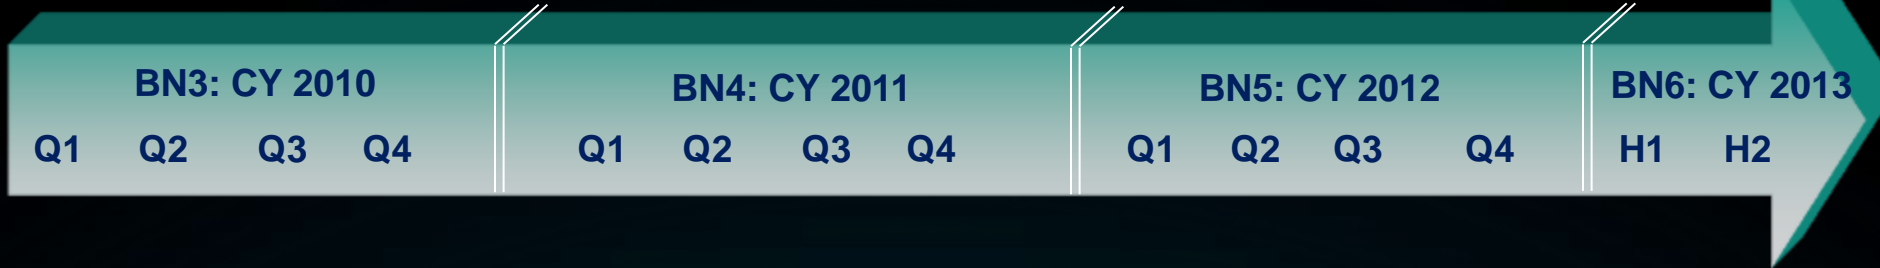 BN3: CY 2010
Q1 Q2 Q3 Q4
BN4: CY 2011
Q1 Q2 Q3 Q4
BN5: CY 2012
Q1 Q2 Q3 Q4
BN6: CY 2013
H1 H2